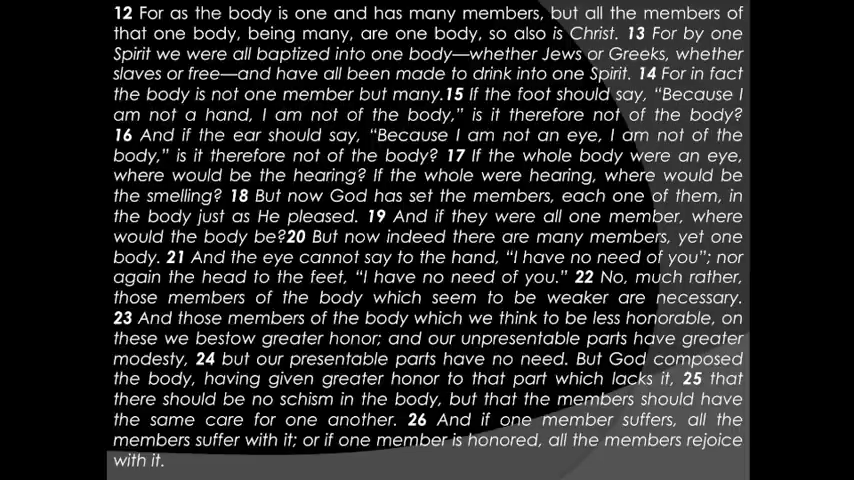 12 For as the body is one and has many members, but all the members of
that one body, being many, are one body, so also is Christ. 13 For by one
Spirit we were all baptized into one body—whether Jews or Greeks, whether
slaves or free—and have all been made to drink into one Spirit. 14 For in fact
the body is not one member but many.15 If the foot should say, “Because I
am not a hand, I am not of the body,” is it therefore not of the body?
16 And if the ear should say, “Because I am not an eye, I am not of the
body,” is it therefore not of the body? 17 If the whole body were an eye,
where would be the hearing? If the whole were hearing, where would be
the smelling? 18 But now God has set the members, each one of them, in
the body just as He pleased. 19 And if they were all one member, where
would the body be?20 But now indeed there are many members, yet one
body. 21 And the eye cannot say to the hand, “I have no need of you”; nor
again the head to the feet, “I have no need of you.” 22 No, much rather,
those members of the body which seem to be weaker are necessary.
23 And those members of the body which we think to be less honorable, on
these we bestow greater honor; and our unpresentable parts have greater
modesty, 24 but our presentable parts have no need. But God composed
the body, having given greater honor to that part which lacks it, 25 that
there should be no schism in the body, but that the members should have
the same care for one another. 26 And if one member suffers, all the
members suffer with it; or if one member is honored, all the members rejoice
with it.